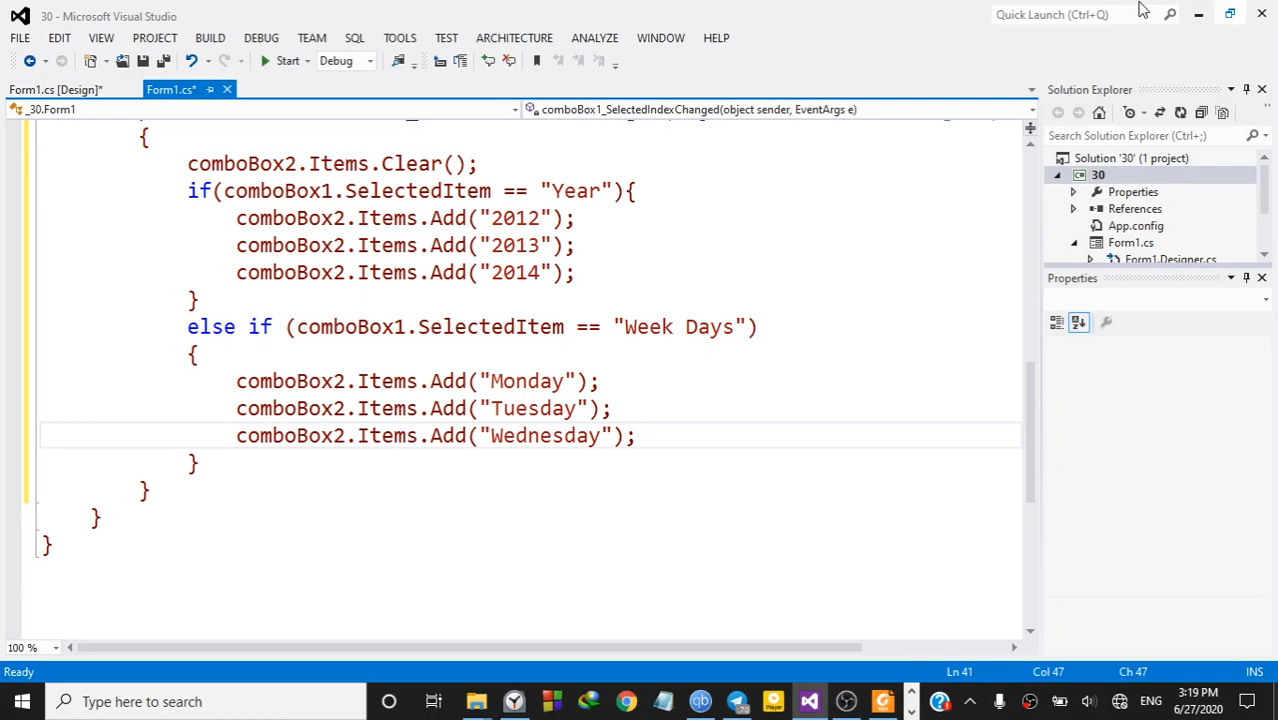 30 - Microsoft Visual Studio
Quick Launch (Ctrl+Q)
FILE EDIT VIEW PROJECT BUILD DEBUG TEAM SQL TOOLS TEST ARCHITECTURE ANALYZE WINDOW HELP
Start Debug
Form1.cs [Design]* Form1.cs*
Solution Explorer
_30.Form1 comboBox1_SelectedIndexChanged(object sender, EventArgs e)
Search Solution Explorer (Ctrl+;)
{
comboBox2.Items.Clear();
if(comboBox1.SelectedItem == "Year"){
comboBox2.Items.Add("2012");
comboBox2.Items.Add("2013");
comboBox2.Items.Add("2014");
}
else if (comboBox1.SelectedItem == "Week Days")
{
comboBox2.Items.Add("Monday");
comboBox2.Items.Add("Tuesday");
comboBox2.Items.Add("Wednesday");
}
}
}
}
Solution '30' (1 project)
30
Properties
References
App.config
Form1.cs
Form1.Designer.cs
Properties
100 %
Ready Ln 41 Col 47 Ch 47 INS
Type here to search
70
Player
ENG
3:19 PM
6/27/2020